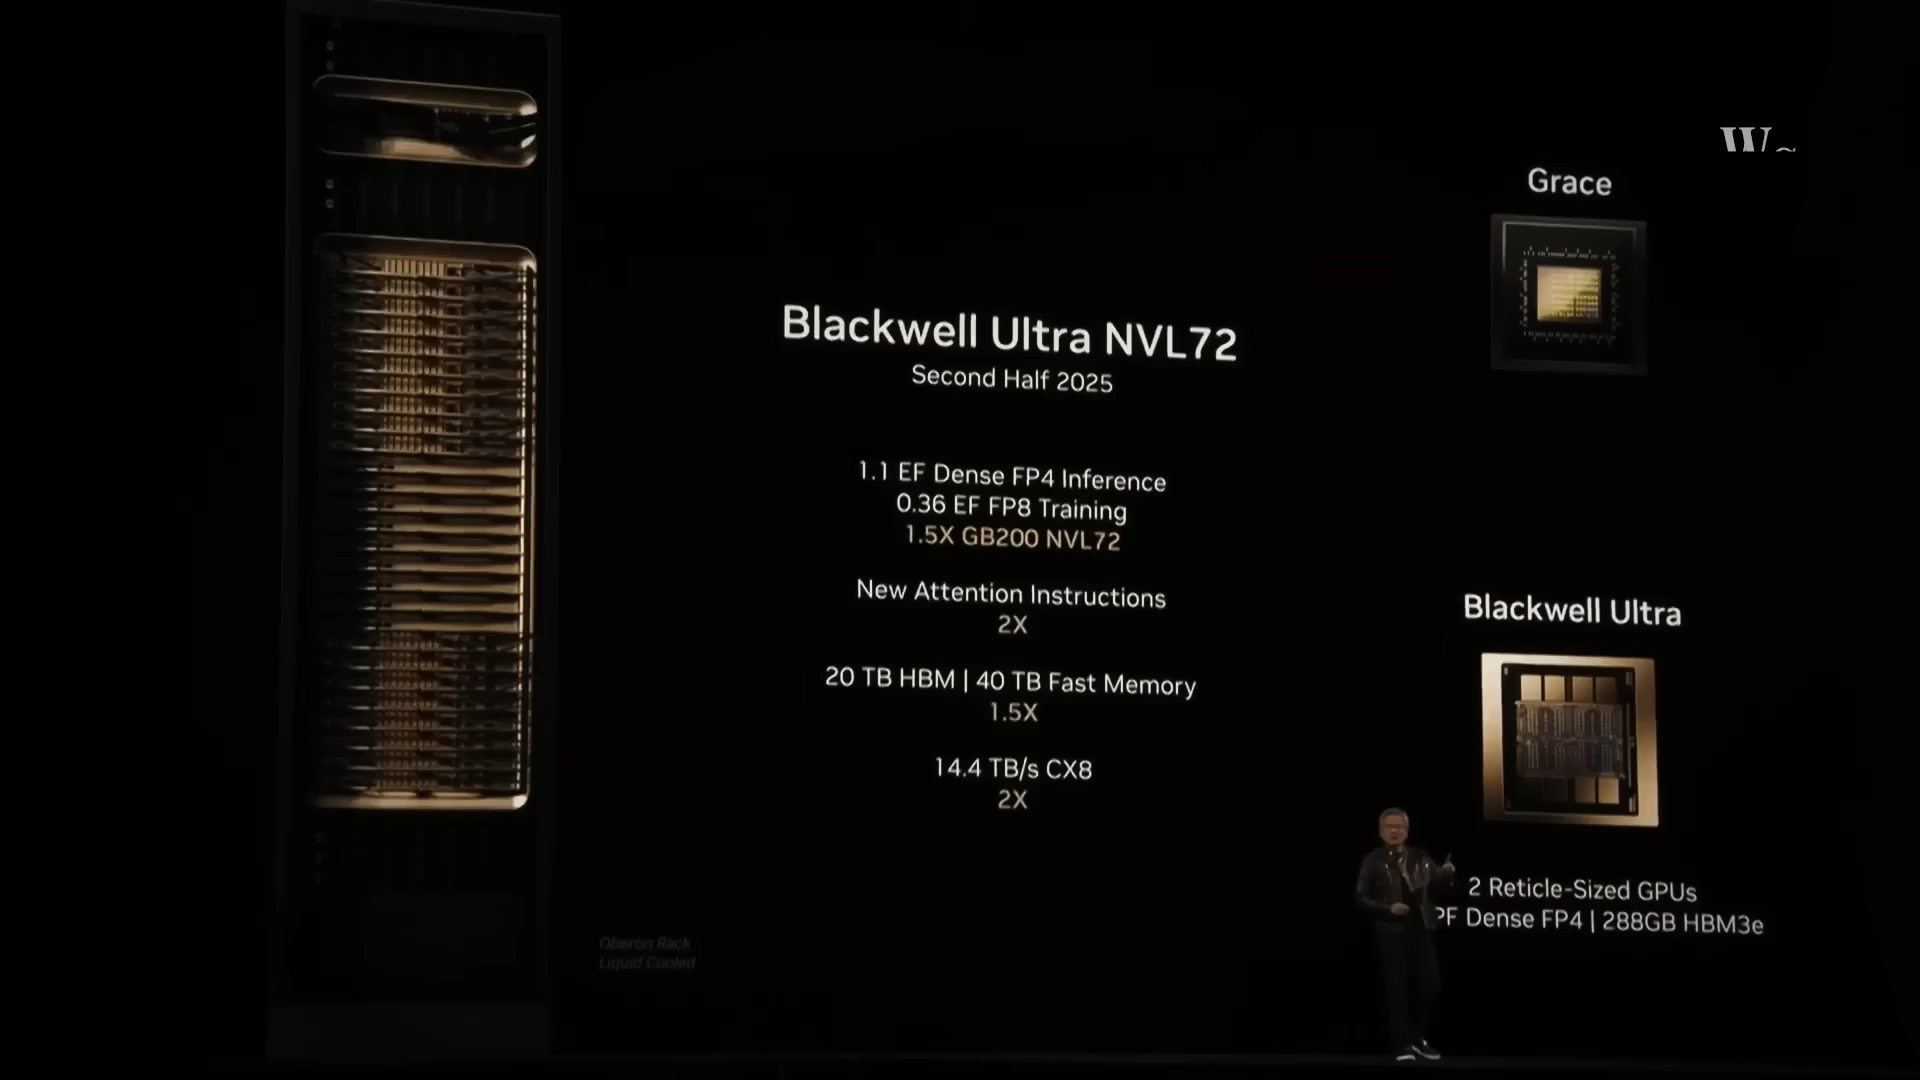 Grace
Blackwell Ultra NVL72
Second Half 2025
1.1 EF Dense FP4 Inference
0.36 EF FP8 Training
1.5X GB200 NVL72
New Attention Instructions
2X
20 TB HBM | 40 TB Fast Memory
1.5X
14.4 TB/s CX8
2X
Oberon Rack
Liquid Cooled
Blackwell Ultra
2 Reticle-Sized GPUs
PF Dense FP4 | 288GB HBM3e